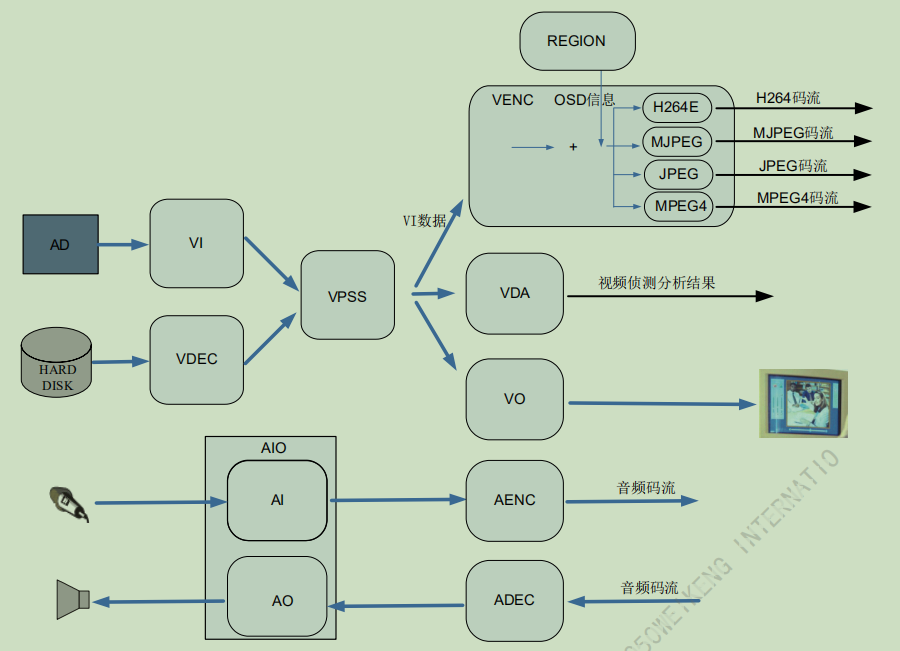 REGION
VENC OSD信息
H264E
H264码流
MJPEG
MJPEG码流
JPEG
JPEG码流
MPEG4
MPEG4码流
VI数据
AD
VI
VPSS
VDA
视频侦测分析结果
HARD
DISK
VDEC
VO
AIO
AI
AENC
音频码流
AO
ADEC
音频码流
INTERNATIO